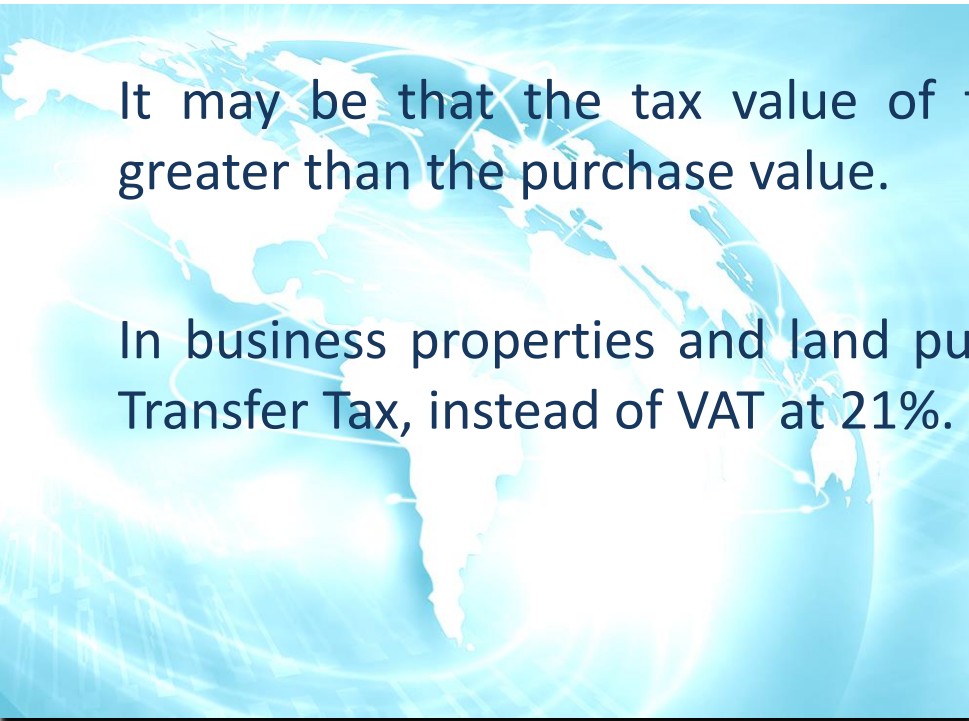 It may be that the tax value of
greater than the purchase value.
In business properties and land
Transfer Tax, instead of VAT at 21%.